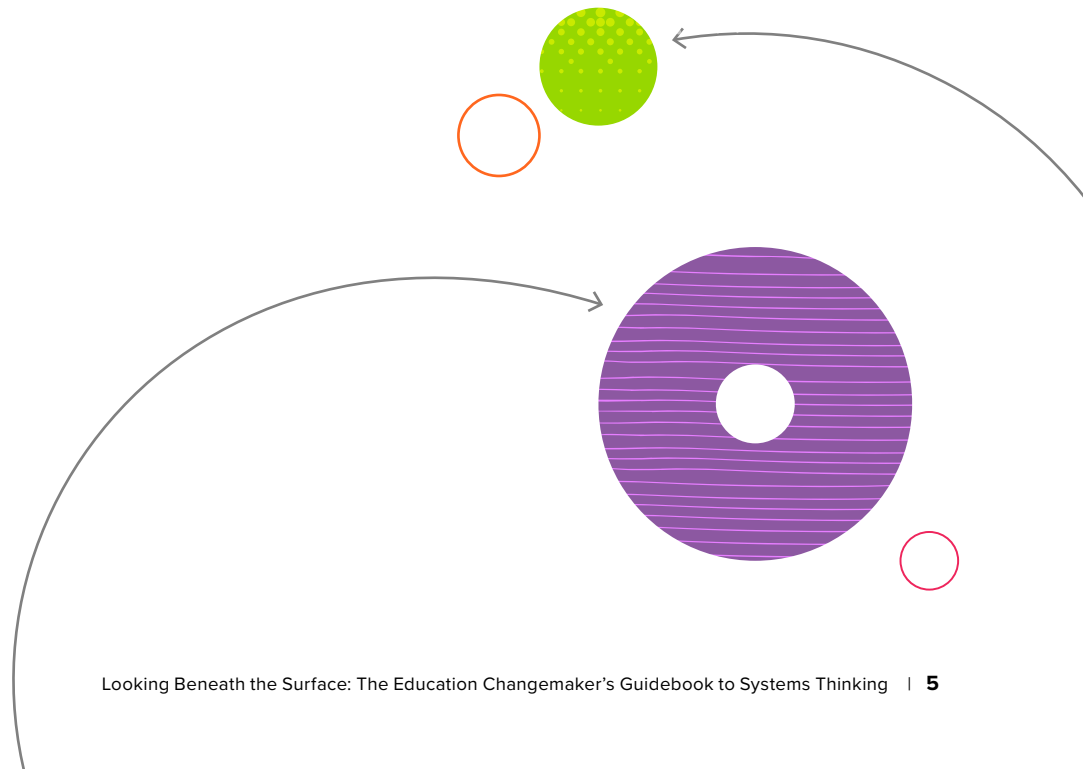 Looking Beneath the Surface: The Education Changemaker’s Guidebook to Systems Thinking | 5